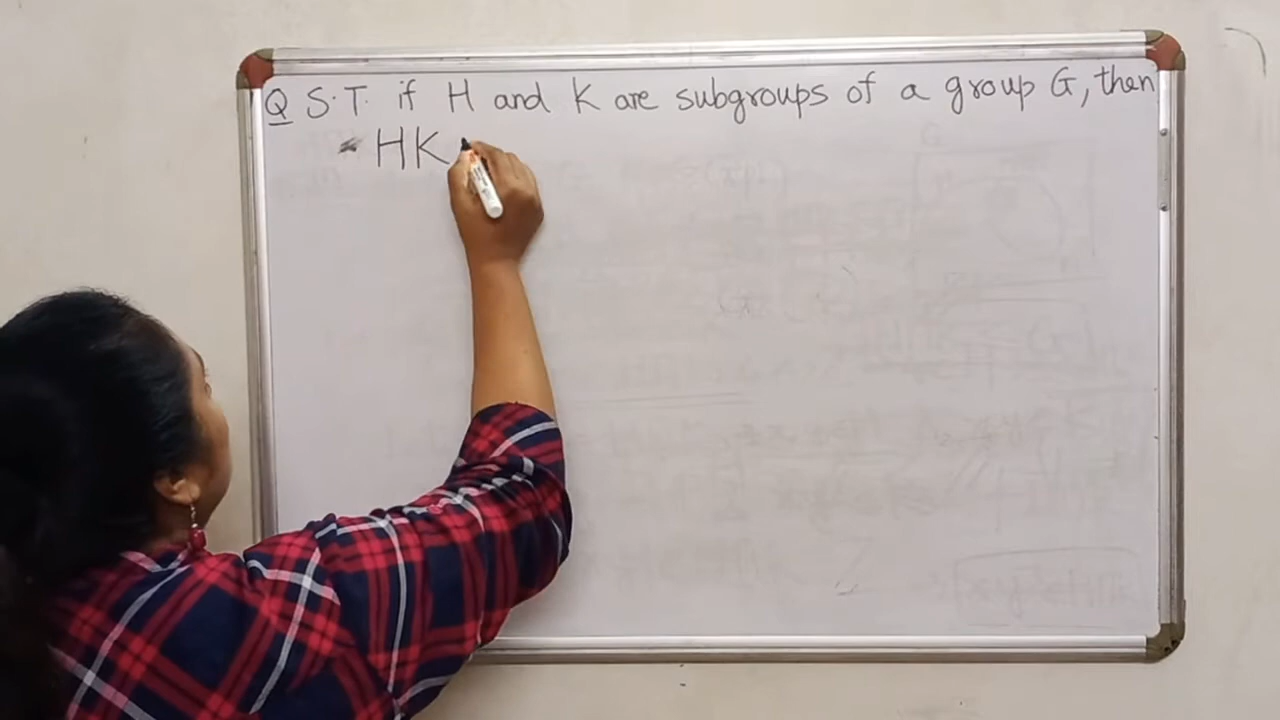 Q S.T. if H and K are subgroups of a group G, then
HK